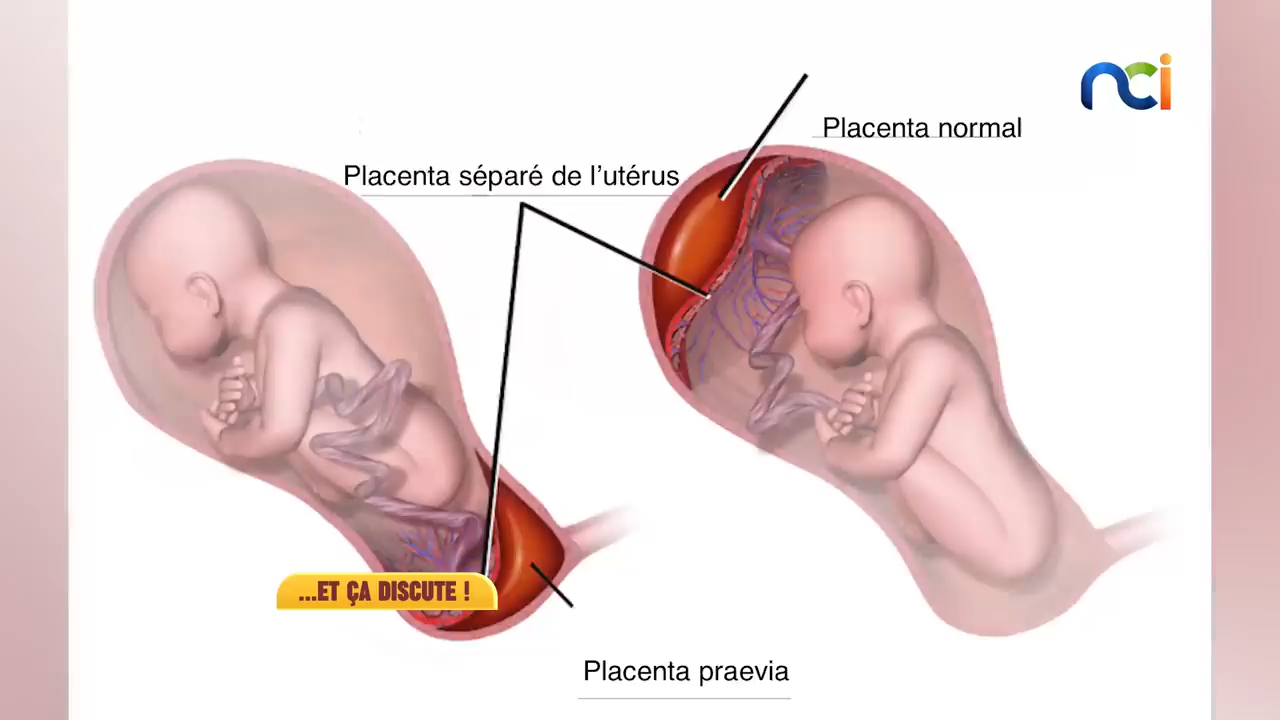 nci
Placenta normal
Placenta séparé de l’utérus
...ET ÇA DISCUTE !
Placenta praevia